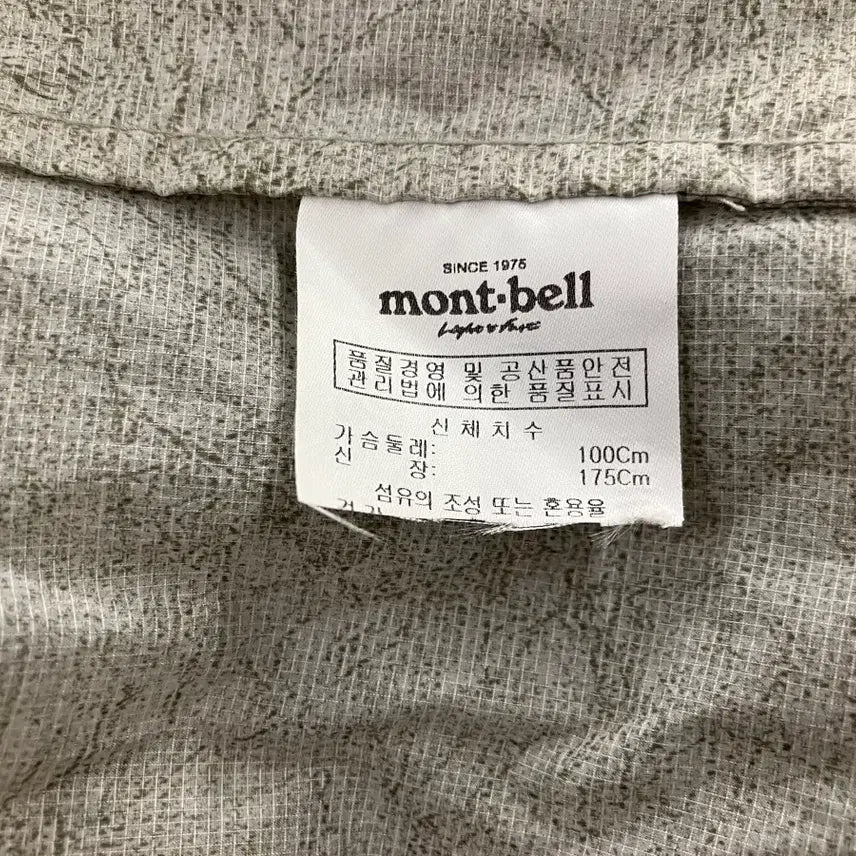 SINCE 1975
mont-bell
Light & Fast
품질경영 및 공산품안전
관리법에 의한 품질표시
신체치수
가슴둘레: 100Cm
신 장: 175Cm
섬유의 조성 또는 혼용율